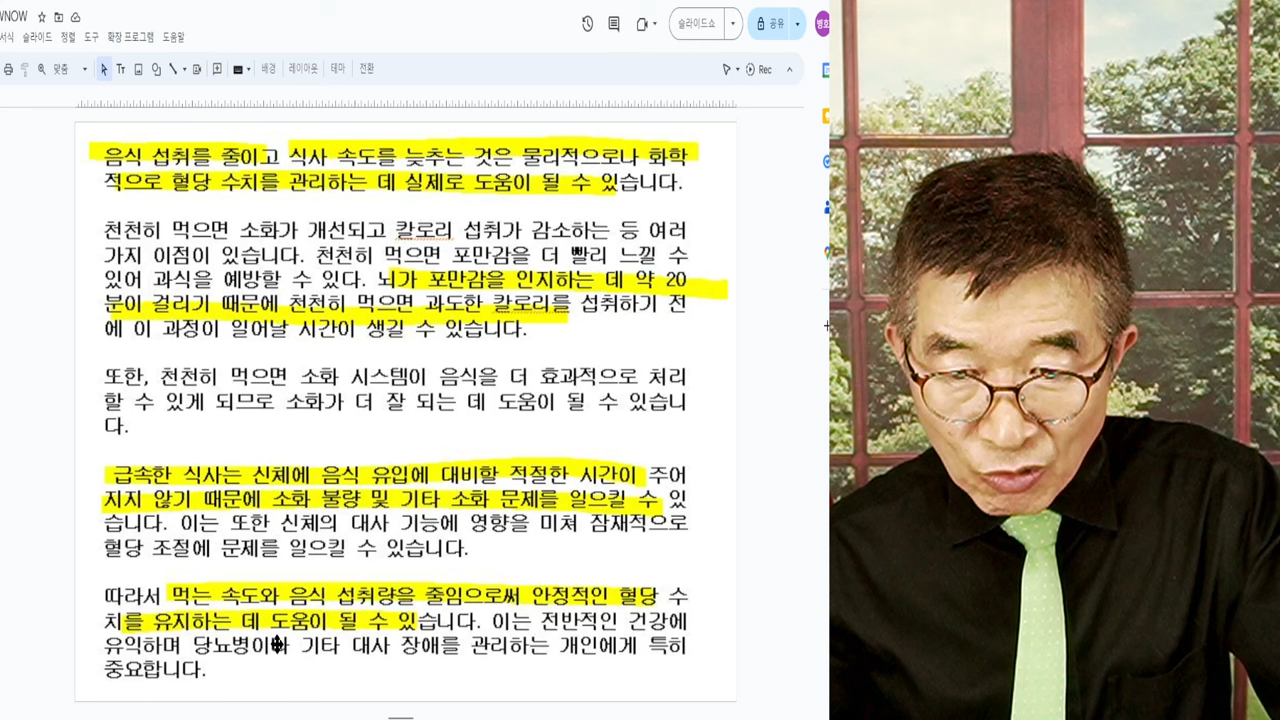 WNOW
서식 슬라이드 정렬 도구 확장 프로그램 도움말
슬라이드쇼
공유
병호
맞춤
배경 레이아웃 테마 전환
Rec
음식 섭취를 줄이고 식사 속도를 늦추는 것은 물리적으로나 화학
적으로 혈당 수치를 관리하는 데 실제로 도움이 될 수 있습니다.
천천히 먹으면 소화가 개선되고 칼로리 섭취가 감소하는 등 여러
가지 이점이 있습니다. 천천히 먹으면 포만감을 더 빨리 느낄 수
있어 과식을 예방할 수 있다. 뇌가 포만감을 인지하는 데 약 20
분이 걸리기 때문에 천천히 먹으면 과도한 칼로리를 섭취하기 전
에 이 과정이 일어날 시간이 생길 수 있습니다.
또한, 천천히 먹으면 소화 시스템이 음식을 더 효과적으로 처리
할 수 있게 되므로 소화가 더 잘 되는 데 도움이 될 수 있습니
다.
급속한 식사는 신체에 음식 유입에 대비할 적절한 시간이 주어
지지 않기 때문에 소화 불량 및 기타 소화 문제를 일으킬 수 있
습니다. 이는 또한 신체의 대사 기능에 영향을 미쳐 잠재적으로
혈당 조절에 문제를 일으킬 수 있습니다.
따라서 먹는 속도와 음식 섭취량을 줄임으로써 안정적인 혈당 수
치를 유지하는 데 도움이 될 수 있습니다. 이는 전반적인 건강에
유익하며 당뇨병이나 기타 대사 장애를 관리하는 개인에게 특히
중요합니다.